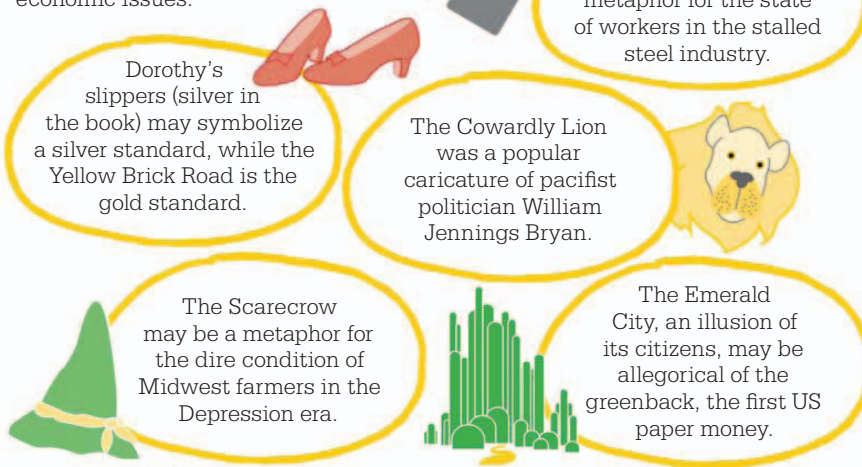 economic issues.
metaphor for the state
of workers in the stalled
steel industry.
Dorothy's
slippers (silver in
the book) may symbolize
a silver standard, while the
Yellow Brick Road is the
gold standard.
The Cowardly Lion
was a popular
caricature of pacifist
politician William
Jennings Bryan.
The Scarecrow
may be a metaphor for
the dire condition of
Midwest farmers in the
Depression era.
The Emerald
City, an illusion of
its citizens, may be
allegorical of the
greenback, the first US
paper money.